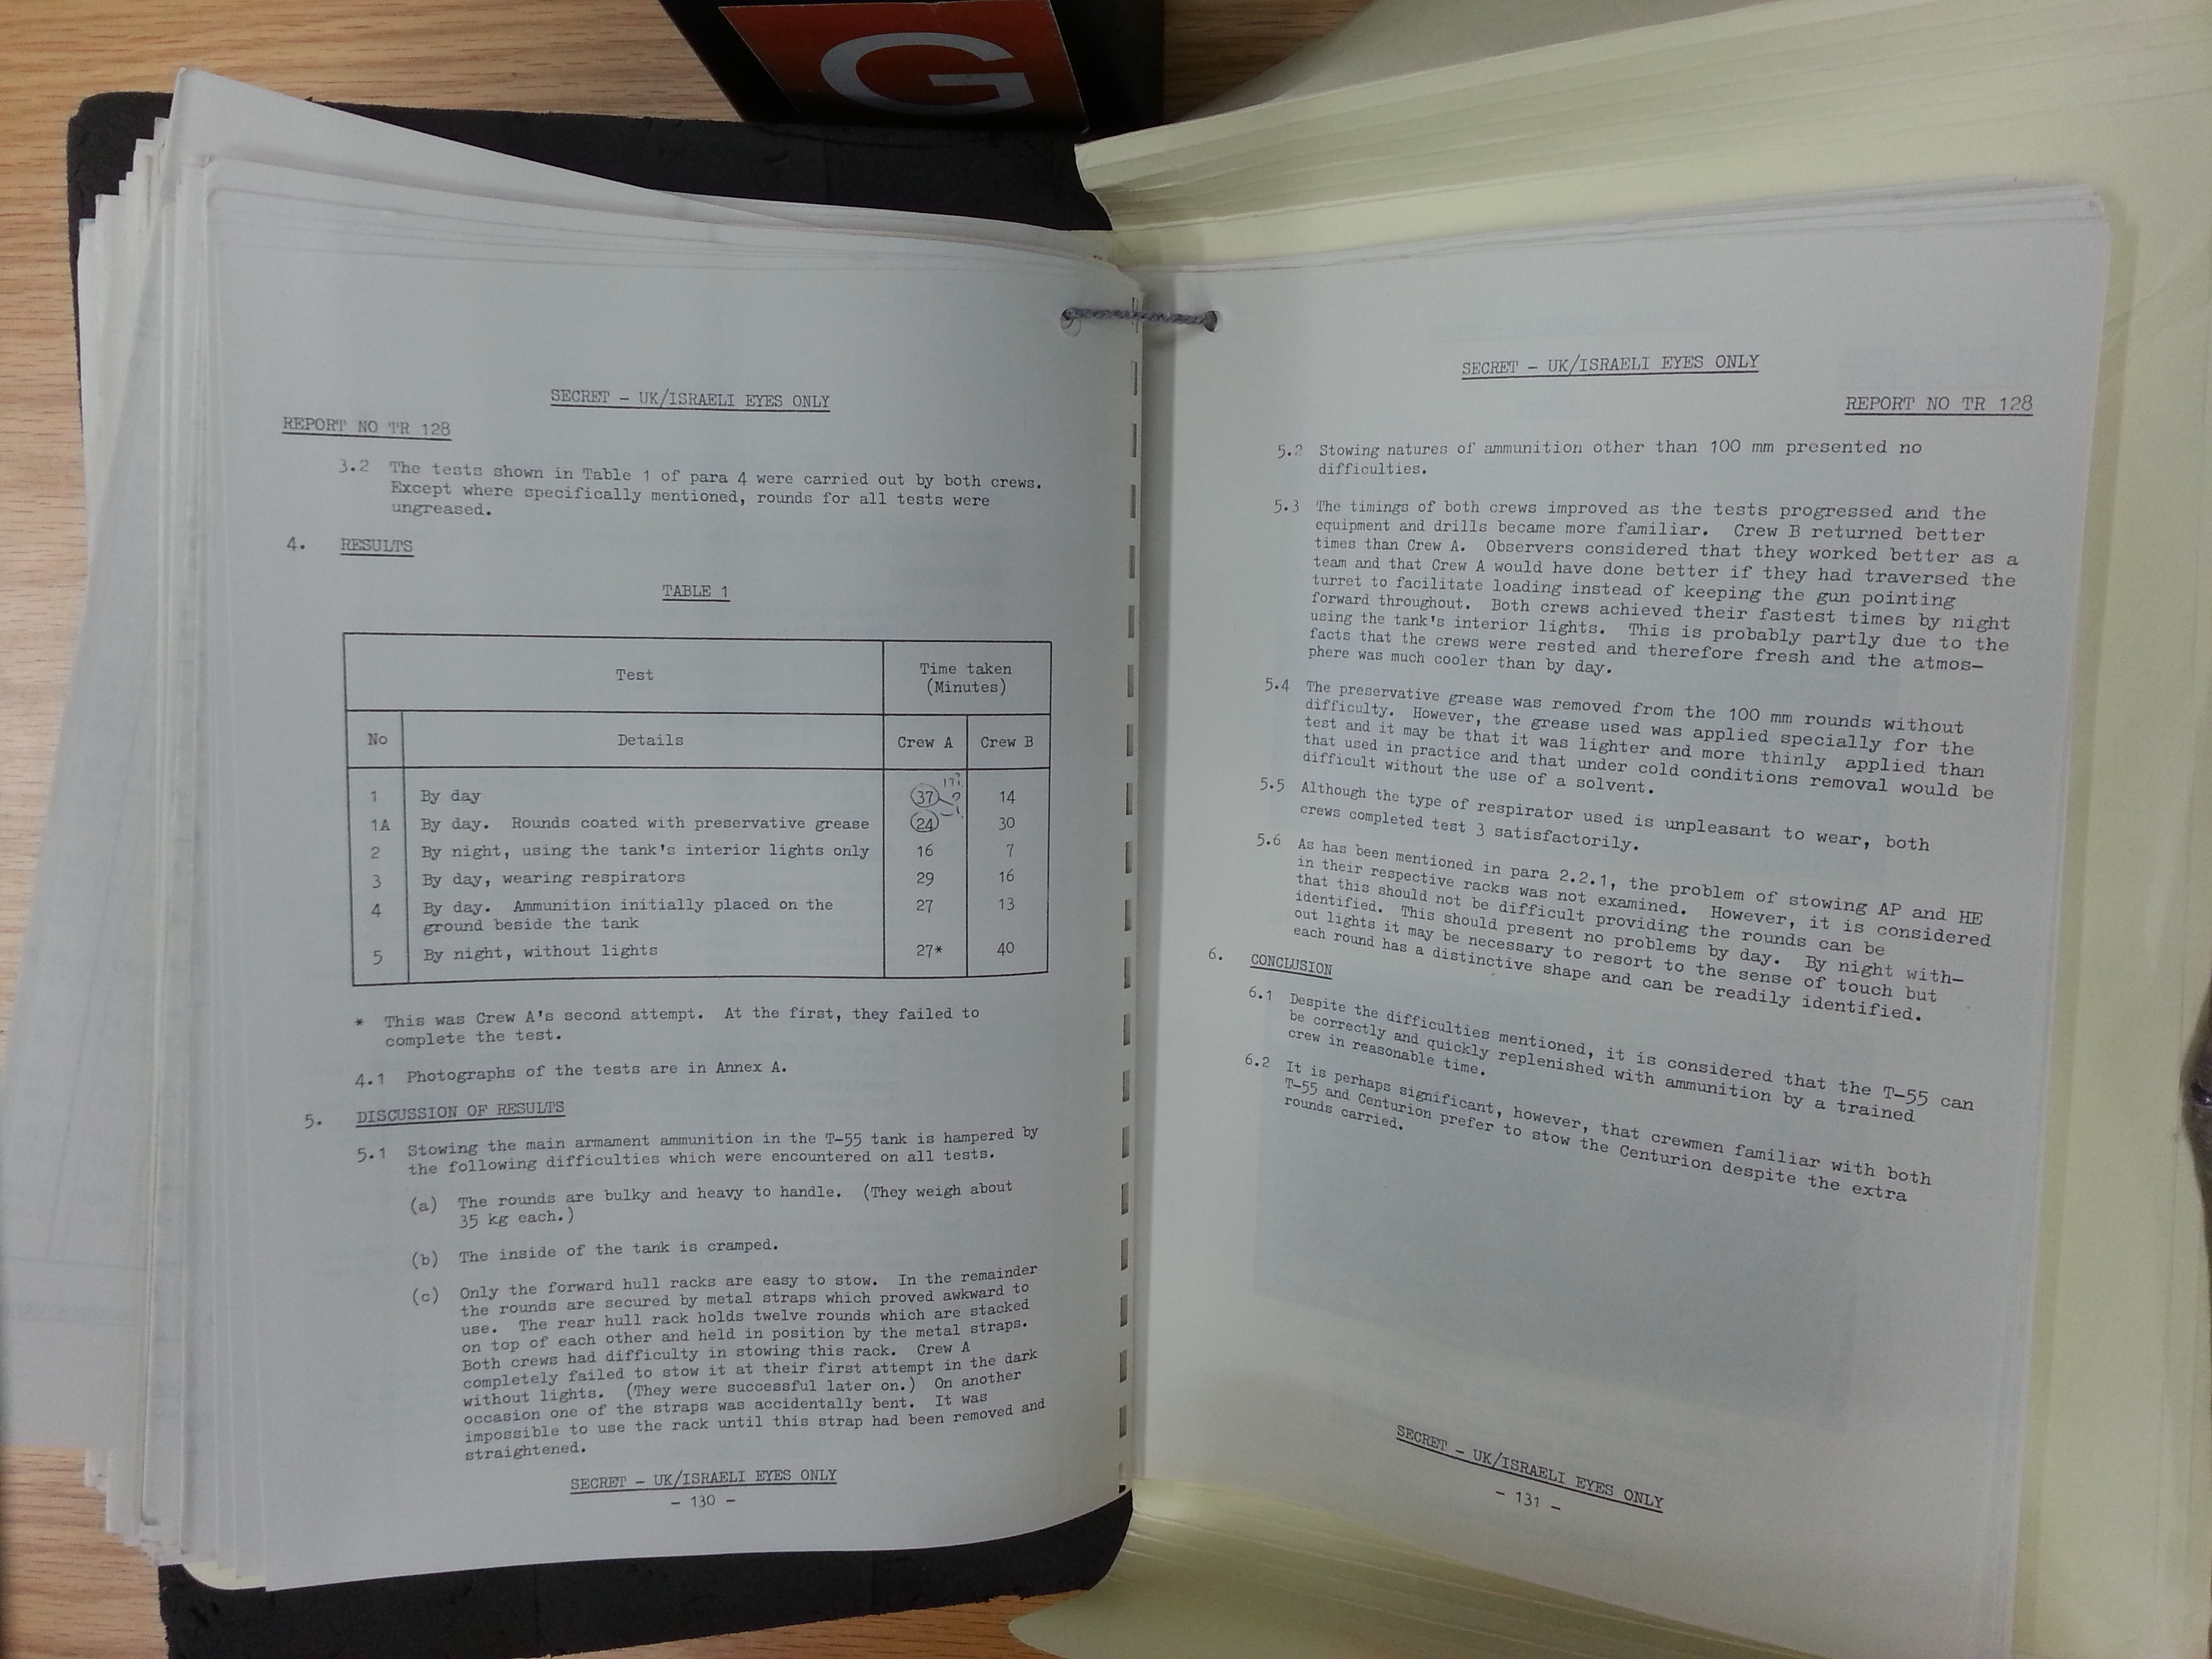 G
SECRET - UK/ISRAELI EYES ONLY
REPORT NO TR 128
3.2 The tests shown in Table 1 of para 4 were carried out by both crews.
Except where specifically mentioned, rounds for all tests were
ungreased.
4. RESULTS
TABLE 1
Test Time taken
(Minutes)
No Details Crew A Crew B
1 By day 37 14
1A By day. Rounds coated with preservative grease 24 30
2 By night, using the tank's interior lights only 16 7
3 By day, wearing respirators 29 16
4 By day. Ammunition initially placed on the 27 13
ground beside the tank
5 By night, without lights 27* 40
* This was Crew A's second attempt. At the first, they failed to
complete the test.
4.1 Photographs of the tests are in Annex A.
5. DISCUSSION OF RESULTS
5.1 Stowing the main armament ammunition in the T-55 tank is hampered by
the following difficulties which were encountered on all tests.
(a) The rounds are bulky and heavy to handle. (They weigh about
35 kg each.)
(b) The inside of the tank is cramped.
(c) Only the forward hull racks are easy to stow. In the remainder
the rounds are secured by metal straps which proved awkward to
use. The rear hull rack holds twelve rounds which are stacked
on top of each other and held in position by the metal straps.
Both crews had difficulty in stowing this rack. Crew A
completely failed to stow it at their first attempt in the dark
without lights. (They were successful later on.) On another
occasion one of the straps was accidentally bent. It was
impossible to use the rack until this strap had been removed and
straightened.
SECRET - UK/ISRAELI EYES ONLY
- 130 -
SECRET - UK/ISRAELI EYES ONLY
REPORT NO TR 128
5.2 Stowing natures of ammunition other than 100 mm presented no
difficulties.
5.3 The timings of both crews improved as the tests progressed and the
equipment and drills became more familiar. Crew B returned better
times than Crew A. Observers considered that they worked better as a
team and that Crew A would have done better if they had traversed the
turret to facilitate loading instead of keeping the gun pointing
forward throughout. Both crews achieved their fastest times by night
using the tank's interior lights. This is probably partly due to the
facts that the crews were rested and therefore fresh and the atmos-
phere was much cooler than by day.
5.4 The preservative grease was removed from the 100 mm rounds without
difficulty. However, the grease used was applied specially for the
test and it may be that it was lighter and more thinly applied than
that used in practice and that under cold conditions removal would be
difficult without the use of a solvent.
5.5 Although the type of respirator used is unpleasant to wear, both
crews completed test 3 satisfactorily.
5.6 As has been mentioned in para 2.2.1, the problem of stowing AP and HE
in their respective racks was not examined. However, it is considered
that this should not be difficult providing the rounds can be
identified. This should present no problems by day. By night with-
out lights it may be necessary to resort to the sense of touch but
each round has a distinctive shape and can be readily identified.
6. CONCLUSION
6.1 Despite the difficulties mentioned, it is considered that the T-55 can
be correctly and quickly replenished with ammunition by a trained
crew in reasonable time.
6.2 It is perhaps significant, however, that crewmen familiar with both
T-55 and Centurion prefer to stow the Centurion despite the extra
rounds carried.
SECRET - UK/ISRAELI EYES ONLY
- 131 -